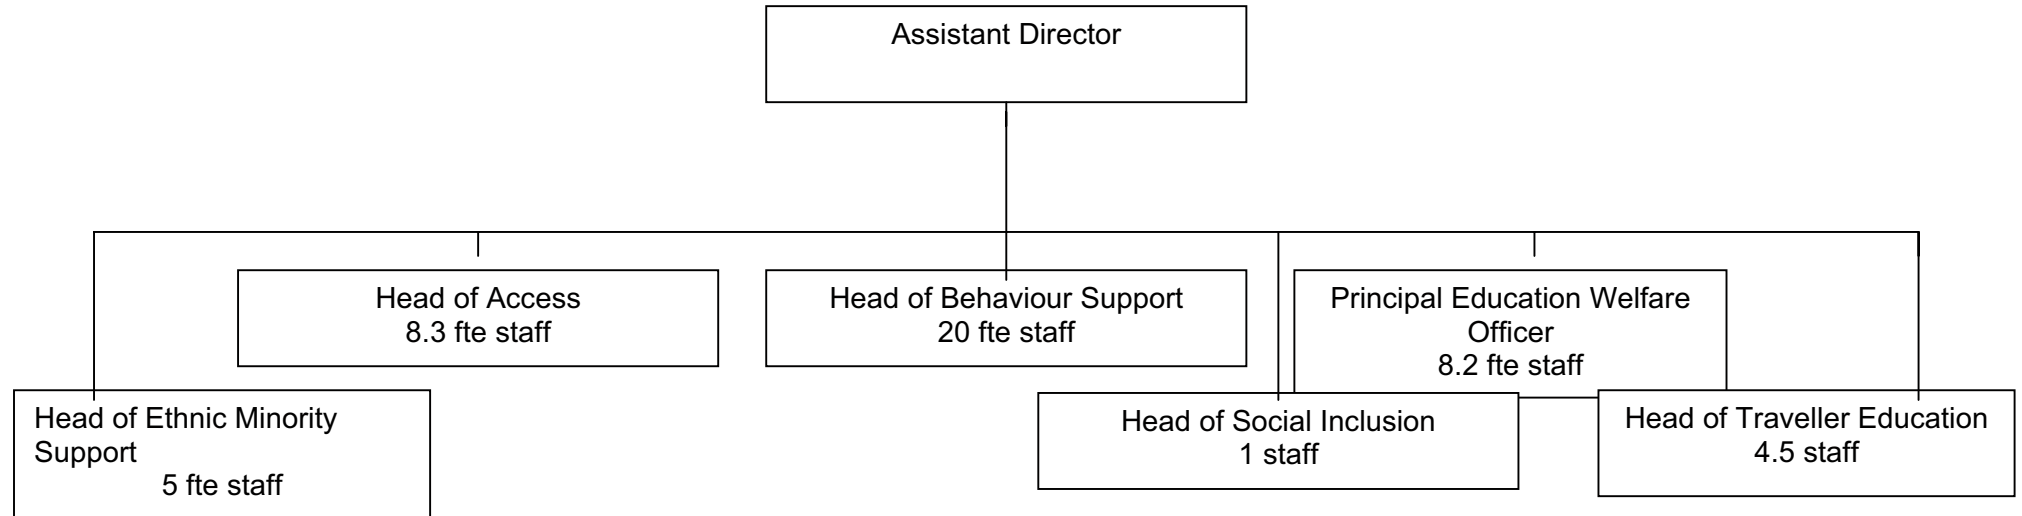 Assistant Director
Head of Access
8.3 fte staff
Head of Behaviour Support
20 fte staff
Principal Education Welfare
Officer
8.2 fte staff
Head of Ethnic Minority
Support
5 fte staff
Head of Social Inclusion
1 staff
Head of Traveller Education
4.5 staff